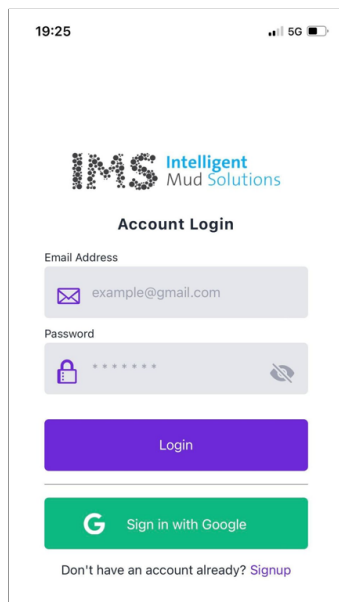 19:25 5G
IMS Intelligent
Mud Solutions
Account Login
Email Address
example@gmail.com
Password
*******
Login
G Sign in with Google
Don't have an account already? Signup